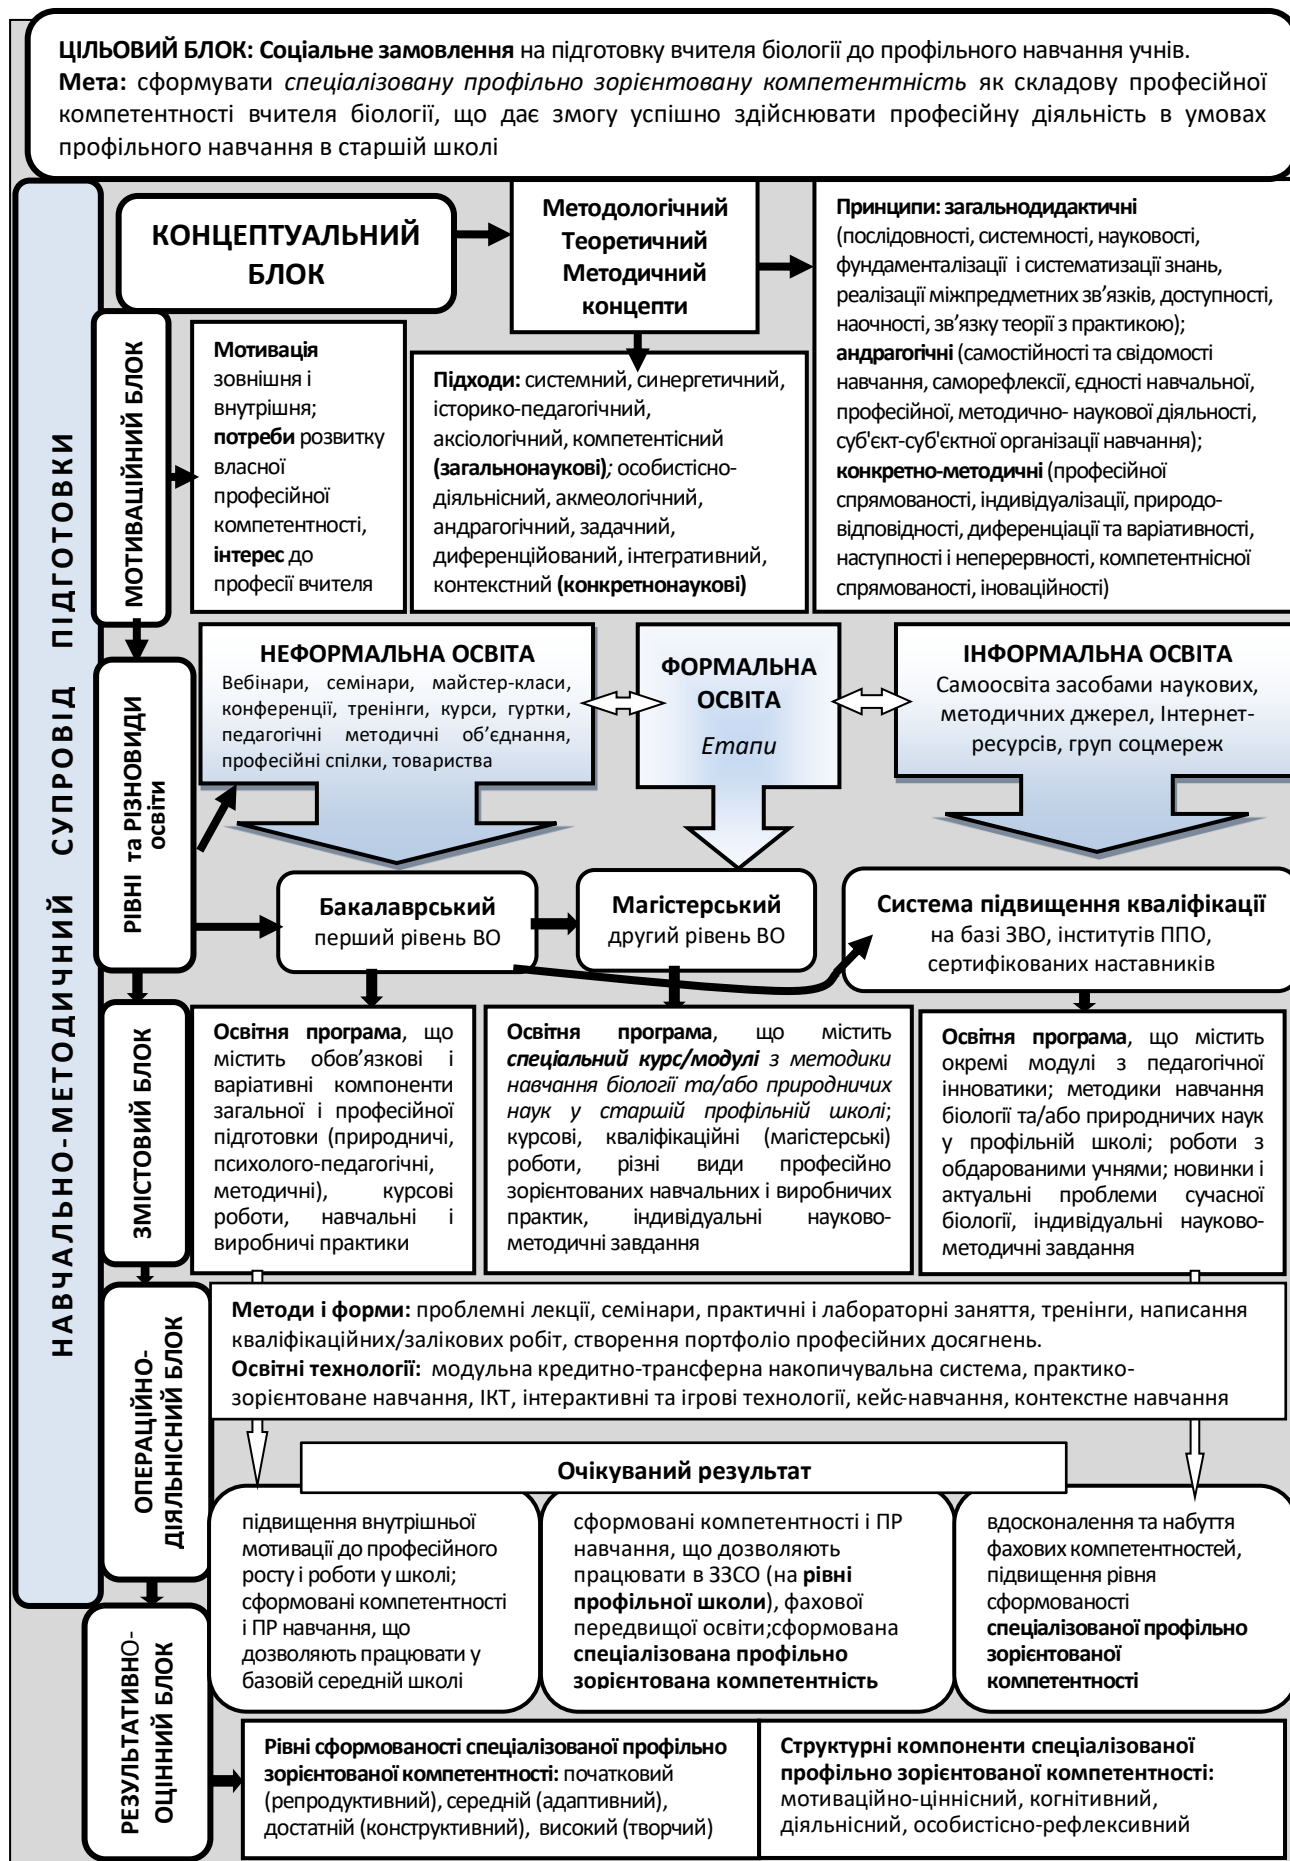 ЦІЛЬОВИЙ БЛОК: Соціальне замовлення на підготовку вчителя біології до профільного навчання учнів.
Мета: сформувати спеціалізовану профільно зорієнтовану компетентність як складову професійної
компетентності вчителя біології, що дає змогу успішно здійснювати професійну діяльність в умовах
профільного навчання в старшій школі
НАВЧАЛЬНО-МЕТОДИЧНИЙ СУПРОВІД ПІДГОТОВКИ
КОНЦЕПТУАЛЬНИЙ
БЛОК
Методологічний
Теоретичний
Методичний
концепти
Принципи: загальнодидактичні
(послідовності, системності, науковості,
фундаменталізації і систематизації знань,
реалізації міжпредметних зв’язків, доступності,
наочності, зв’язку теорії з практикою);
андрагогічні (самостійності та свідомості
навчання, саморефлексії, єдності навчальної,
професійної, методично- наукової діяльності,
суб'єкт-суб'єктної організації навчання);
конкретно-методичні (професійної
спрямованості, індивідуалізації, природо-
відповідності, диференціації та варіативності,
наступності і неперервності, компетентнісної
спрямованості, іноваційності)
МОТИВАЦІЙНИЙ БЛОК
Мотивація
зовнішня і
внутрішня;
потреби розвитку
власної
професійної
компетентності,
інтерес до
професії вчителя
Підходи: системний, синергетичний,
історико-педагогічний,
аксіологічний, компетентісний
(загальнонаукові); особистісно-
діяльнісний, акмеологічний,
андрагогічний, задачний,
диференційований, інтегративний,
контекстний (конкретнонаукові)
РІВНІ та РІЗНОВИДИ
освіти
НЕФОРМАЛЬНА ОСВІТА
Вебінари, семінари, майстер-класи,
конференції, тренінги, курси, гуртки,
педагогічні методичні об’єднання,
професійні спілки, товариства
ФОРМАЛЬНА
ОСВІТА
Етапи
ІНФОРМАЛЬНА ОСВІТА
Самоосвіта засобами наукових,
методичних джерел, Інтернет-
ресурсів, груп соцмереж
Бакалаврський
перший рівень ВО
Магістерський
другий рівень ВО
Система підвищення кваліфікації
на базі ЗВО, інститутів ППО,
сертифікованих наставників
ЗМІСТОВИЙ БЛОК
Освітня програма, що
містить обов’язкові і
варіативні компоненти
загальної і професійної
підготовки (природничі,
психолого-педагогічні,
методичні), курсові
роботи, навчальні і
виробничі практики
Освітня програма, що містить
спеціальний курс/модулі з методики
навчання біології та/або природничих
наук у старшій профільній школі;
курсові, кваліфікаційні (магістерські)
роботи, різні види професійно
зорієнтованих навчальних і виробничих
практик, індивідуальні науково-
методичні завдання
Освітня програма, що містить
окремі модулі з педагогічної
інноватики; методики навчання
біології та/або природничих наук
у профільній школі; роботи з
обдарованими учнями; новинки і
актуальні проблеми сучасної
біології, індивідуальні науково-
методичні завдання
ОПЕРАЦІЙНО-
ДІЯЛЬНІСНИЙ БЛОК
Методи і форми: проблемні лекції, семінари, практичні і лабораторні заняття, тренінги, написання
кваліфікаційних/залікових робіт, створення портфоліо професійних досягнень.
Освітні технології: модульна кредитно-трансферна накопичувальна система, практико-
зорієнтоване навчання, ІКТ, інтерактивні та ігрові технології, кейс-навчання, контекстне навчання
Очікуваний результат
підвищення внутрішньої
мотивації до професійного
росту і роботи у школі;
сформовані компетентності
і ПР навчання, що
дозволяють працювати у
базовій середній школі
сформовані компетентності і ПР
навчання, що дозволяють
працювати в ЗЗСО (на рівні
профільної школи), фахової
передвищої освіти;сформована
спеціалізована профільно
зорієнтована компетентність
вдосконалення та набуття
фахових компетентностей,
підвищення рівня
сформованості
спеціалізованої профільно
зорієнтованої
компетентності
РЕЗУЛЬТАТИВНО-
ОЦІННИЙ БЛОК
Рівні сформованості спеціалізованої профільно
зорієнтованої компетентності: початковий
(репродуктивний), середній (адаптивний),
достатній (конструктивний), високий (творчий)
Структурні компоненти спеціалізованої
профільно зорієнтованої компетентності:
мотиваційно-ціннісний, когнітивний,
діяльнісний, особистісно-рефлексивний